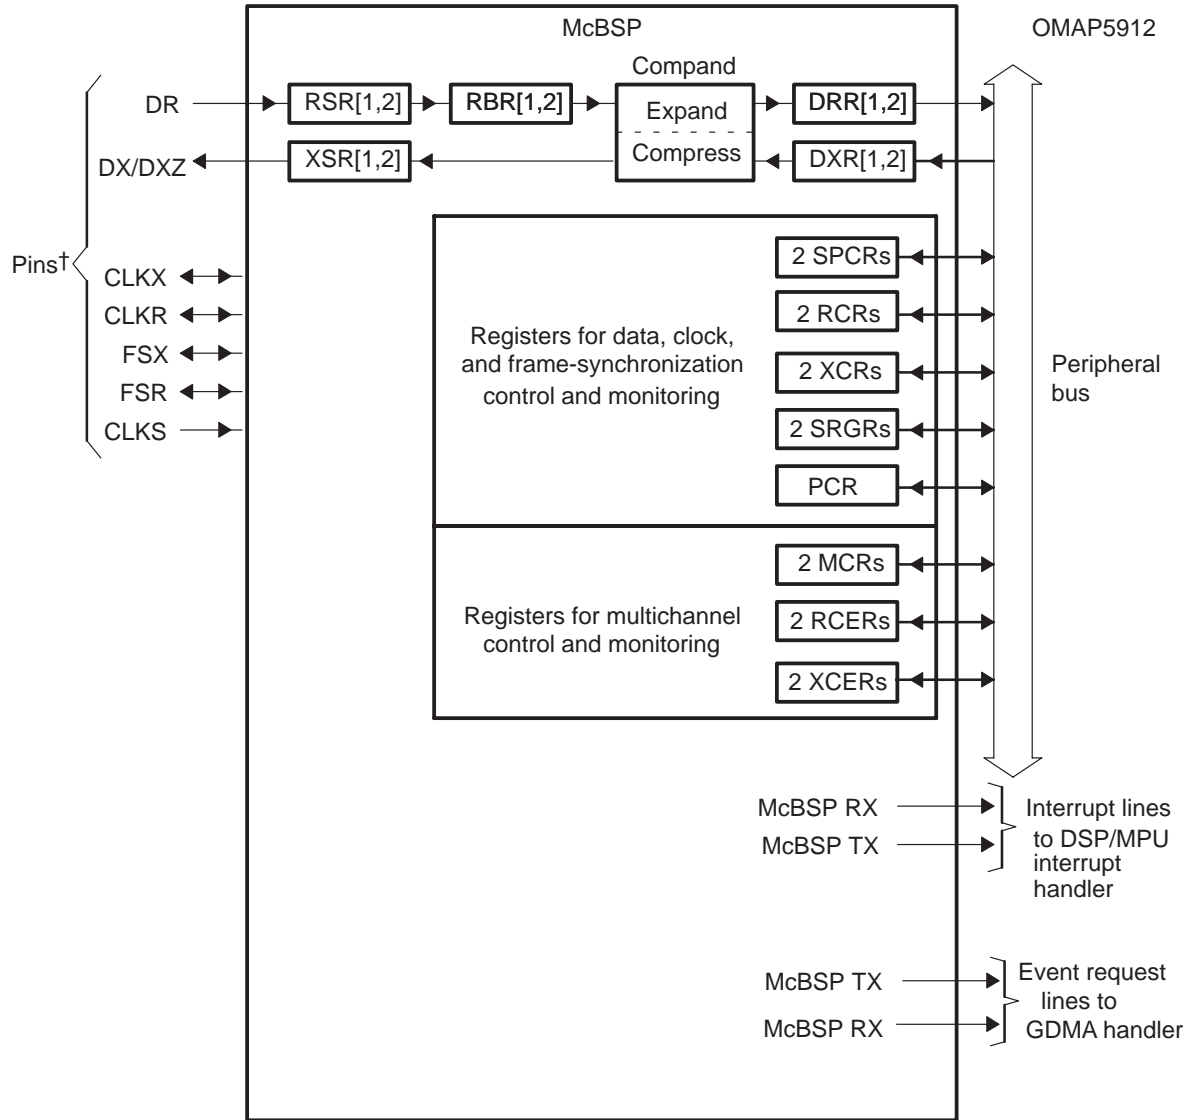 McBSP
OMAP5912
Compand
DR
RSR[1,2]
RBR[1,2]
Expand
DRR[1,2]
DX/DXZ
XSR[1,2]
Compress
DXR[1,2]
Pins†
CLKX
CLKR
FSX
FSR
CLKS
Registers for data, clock,
and frame-synchronization
control and monitoring
2 SPCRs
2 RCRs
2 XCRs
2 SRGRs
PCR
Peripheral
bus
Registers for multichannel
control and monitoring
2 MCRs
2 RCERs
2 XCERs
McBSP RX
McBSP TX
Interrupt lines
to DSP/MPU
interrupt
handler
McBSP TX
McBSP RX
Event request
lines to
GDMA handler